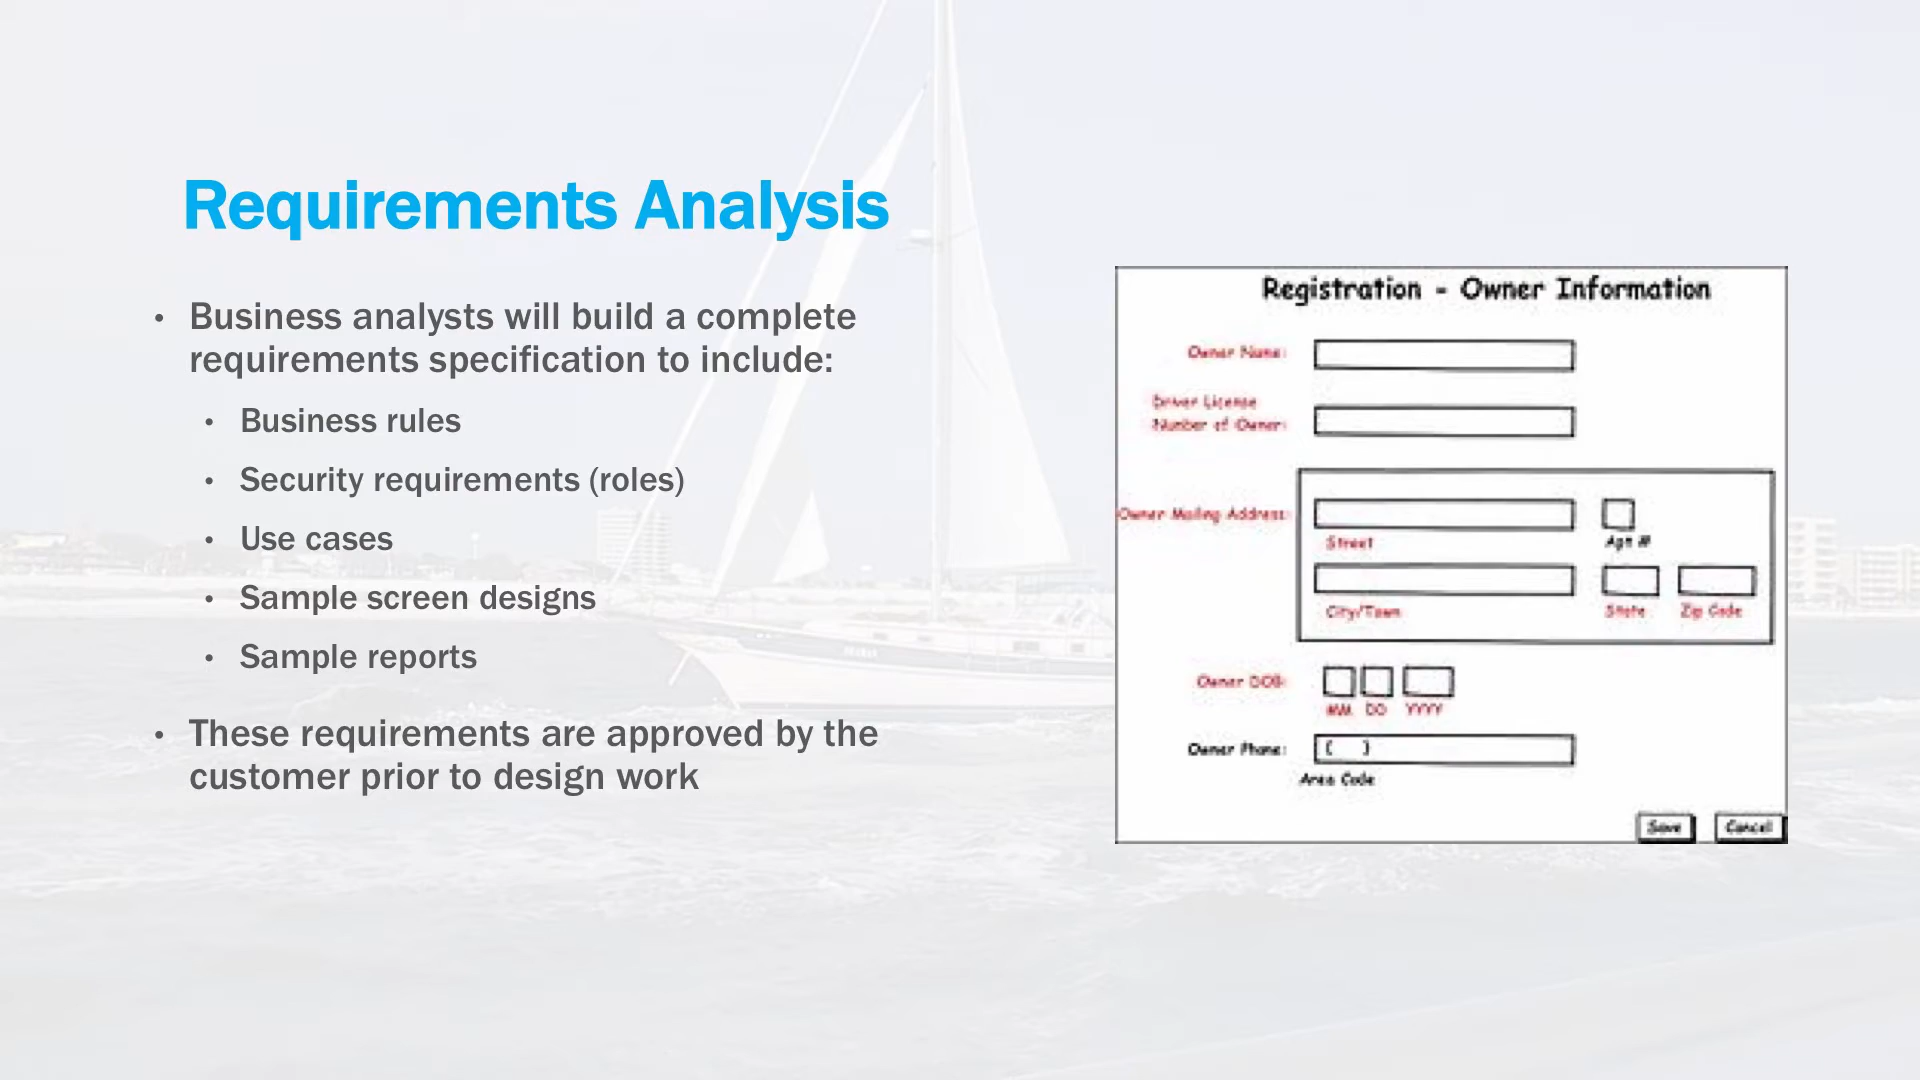 Requirements Analysis
• Business analysts will build a complete
requirements specification to include:
• Business rules
• Security requirements (roles)
• Use cases
• Sample screen designs
• Sample reports
• These requirements are approved by the
customer prior to design work
Registration - Owner Information
Owner Name:
Driver License
Number of Owner:
Owner Mailing Address:
Street
Apt #
City/Town
State
Zip Code
Owner DOB:
MM DD YYYY
Owner Phone: ( )
Area Code
Save Cancel